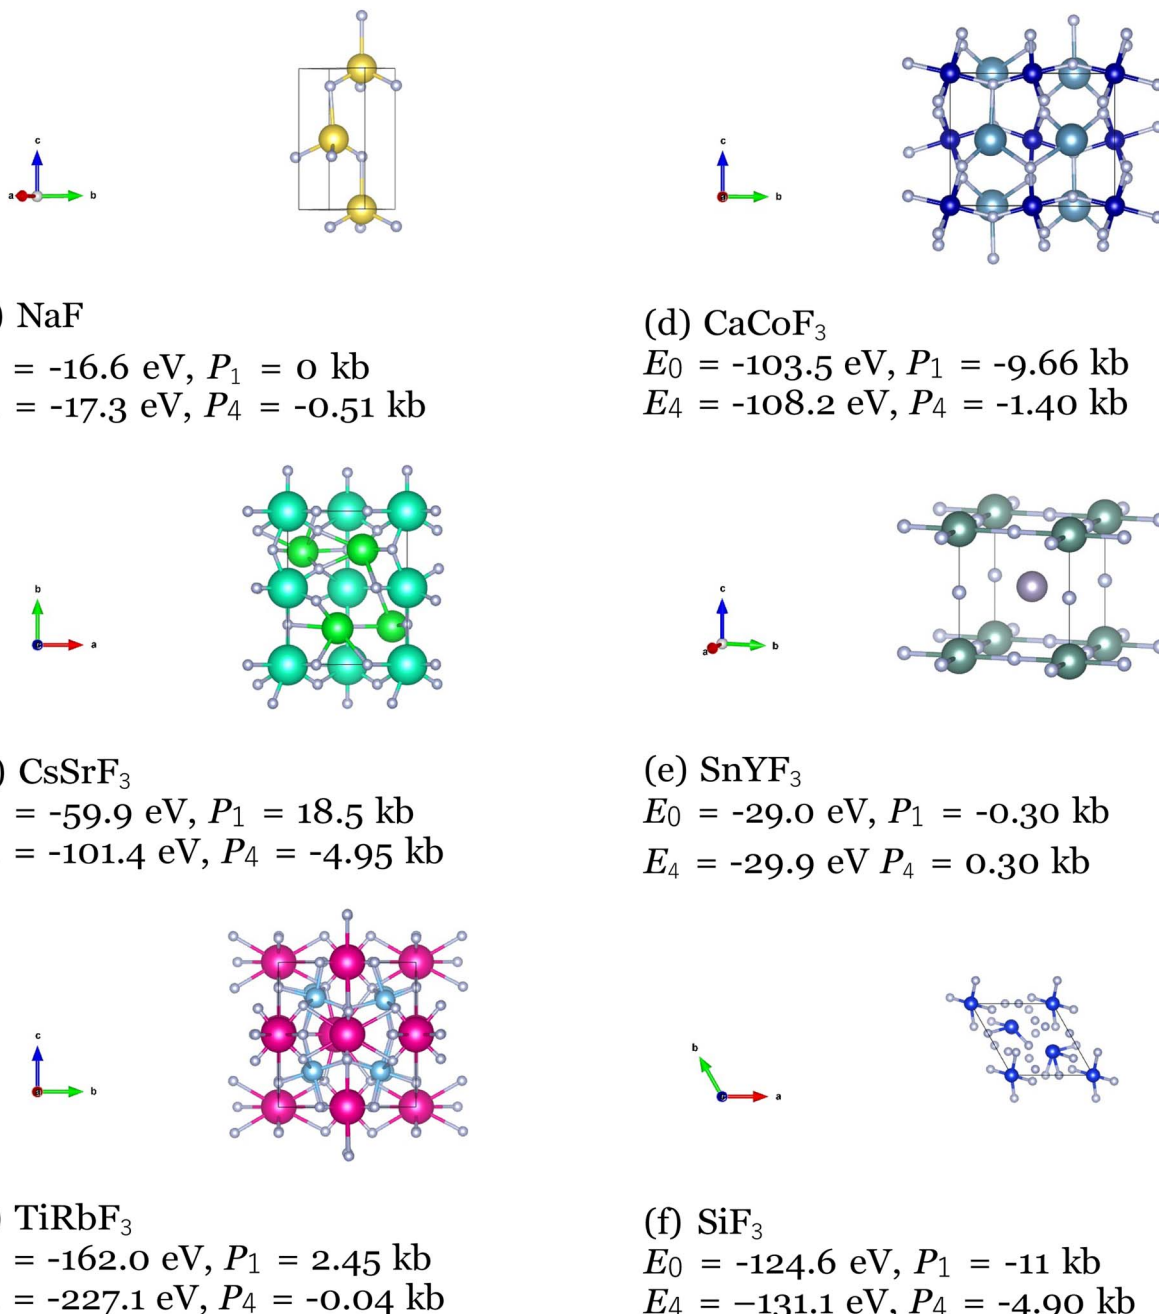 c
a b
) NaF
= -16.6 eV, P1 = 0 kb
= -17.3 eV, P4 = -0.51 kb
c
b
(d) CaCoF3
E0 = -103.5 eV, P1 = -9.66 kb
E4 = -108.2 eV, P4 = -1.40 kb
b
a
) CsSrF3
= -59.9 eV, P1 = 18.5 kb
= -101.4 eV, P4 = -4.95 kb
c
a b
(e) SnYF3
E0 = -29.0 eV, P1 = -0.30 kb
E4 = -29.9 eV P4 = 0.30 kb
c
b
) TiRbF3
= -162.0 eV, P1 = 2.45 kb
= -227.1 eV, P4 = -0.04 kb
b
a
(f) SiF3
E0 = -124.6 eV, P1 = -11 kb
E4 = −131.1 eV, P4 = -4.90 kb